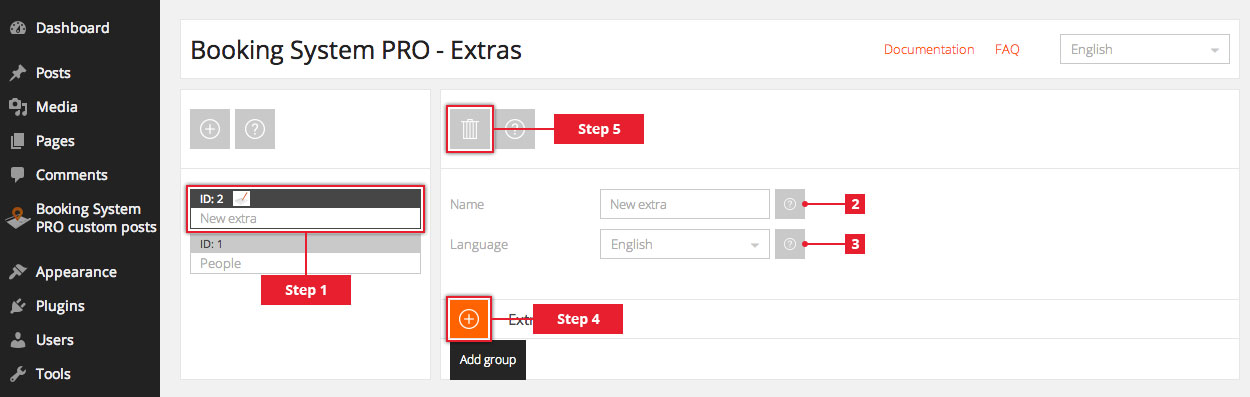 Dashboard
Posts
Media
Pages
Comments
Booking System
PRO custom posts
Appearance
Plugins
Users
Tools
Booking System PRO - Extras
Documentation
FAQ
English
ID: 2
New extra
ID: 1
People
Step 1
Step 5
Name
New extra
2
Language
English
3
Step 4
Add group